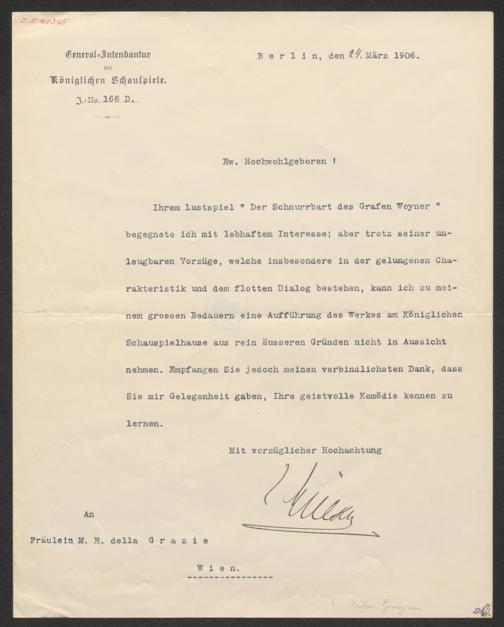 General-Intendantur
der
Königlichen Schauspiele.
J.-No. 166 D.
Berlin, den 24. März 1906.
Ew. Hochwohlgeboren !
Ihrem Lustspiel " Der Schnurrbart des Grafen Woyner "
begegnete ich mit lebhaftem Interesse; aber trotz seiner un-
leugbaren Vorzüge, welche insbesondere in der gelungenen Cha-
rakteristik und dem flotten Dialog bestehen, kann ich zu mei-
nem grossen Bedauern eine Aufführung des Werkes am Königlichen
Schauspielhause aus rein äusseren Gründen nicht in Aussicht
nehmen. Empfangen Sie jedoch meinen verbindlichsten Dank, dass
Sie mir Gelegenheit gaben, Ihre geistvolle Komödie kennen zu
lernen.
Mit vorzüglicher Hochachtung
Hülsen
An
Fräulein M. E. della Grazie
Wien.